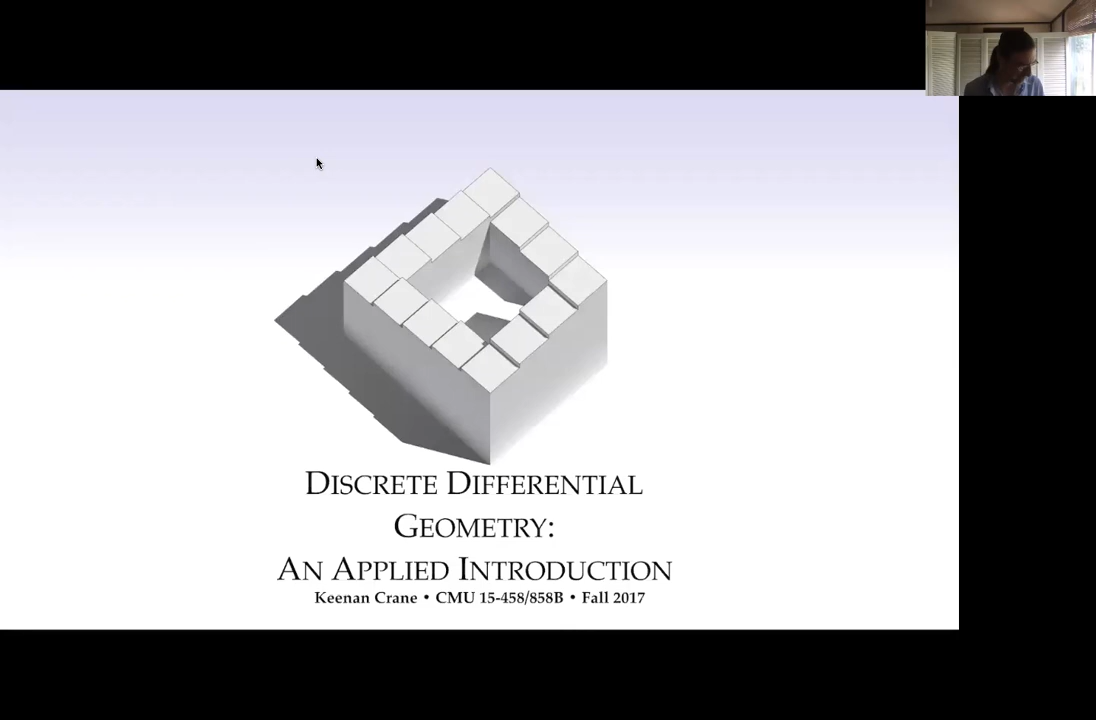 DISCRETE DIFFERENTIAL
GEOMETRY:
AN APPLIED INTRODUCTION
Keenan Crane • CMU 15-458/858B • Fall 2017